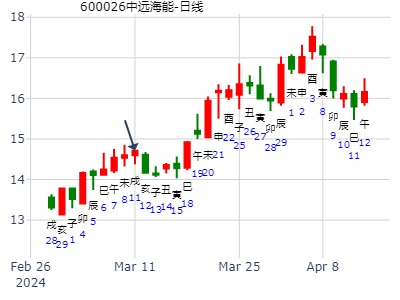 600026中远海能-日线
18
17
16
15
14
13
戌 28
亥 29
子 1
卯 4
辰 5
巳 6
午 7
未 8
戌 11
亥 12
子 13
丑 14
寅 15
巳 18
午 19
未 20
申 21
酉 22
子 25
丑 26
寅 27
卯 28
辰 29
未 1
申 2
酉 3
寅 8
卯 9
辰 10
巳 11
午 12
Feb 26
2024
Mar 11
Mar 25
Apr 8